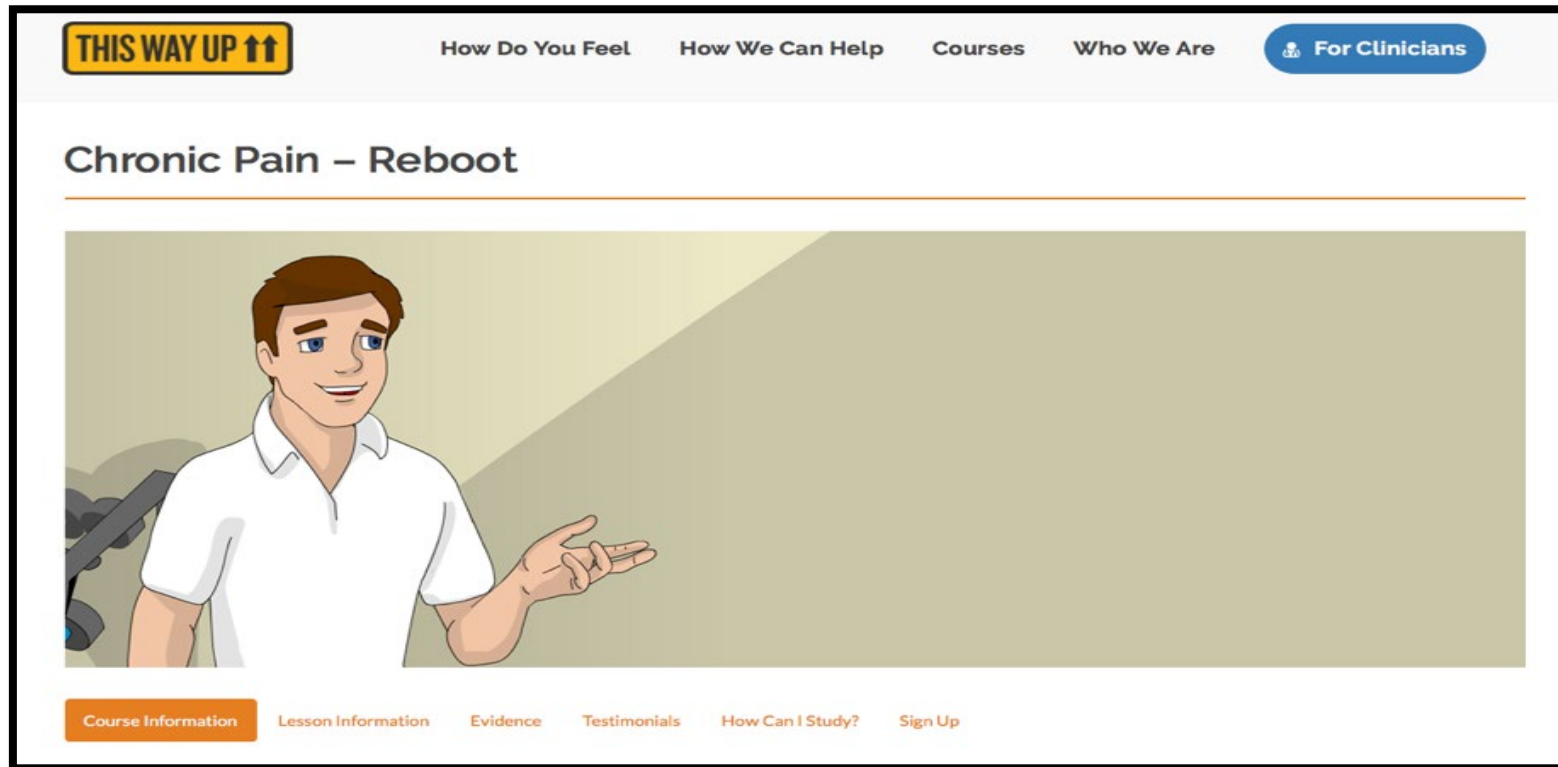 THIS WAY UP ⬆⬆ How Do You Feel How We Can Help Courses Who We Are For Clinicians
Chronic Pain – Reboot
Course Information Lesson Information Evidence Testimonials How Can I Study? Sign Up